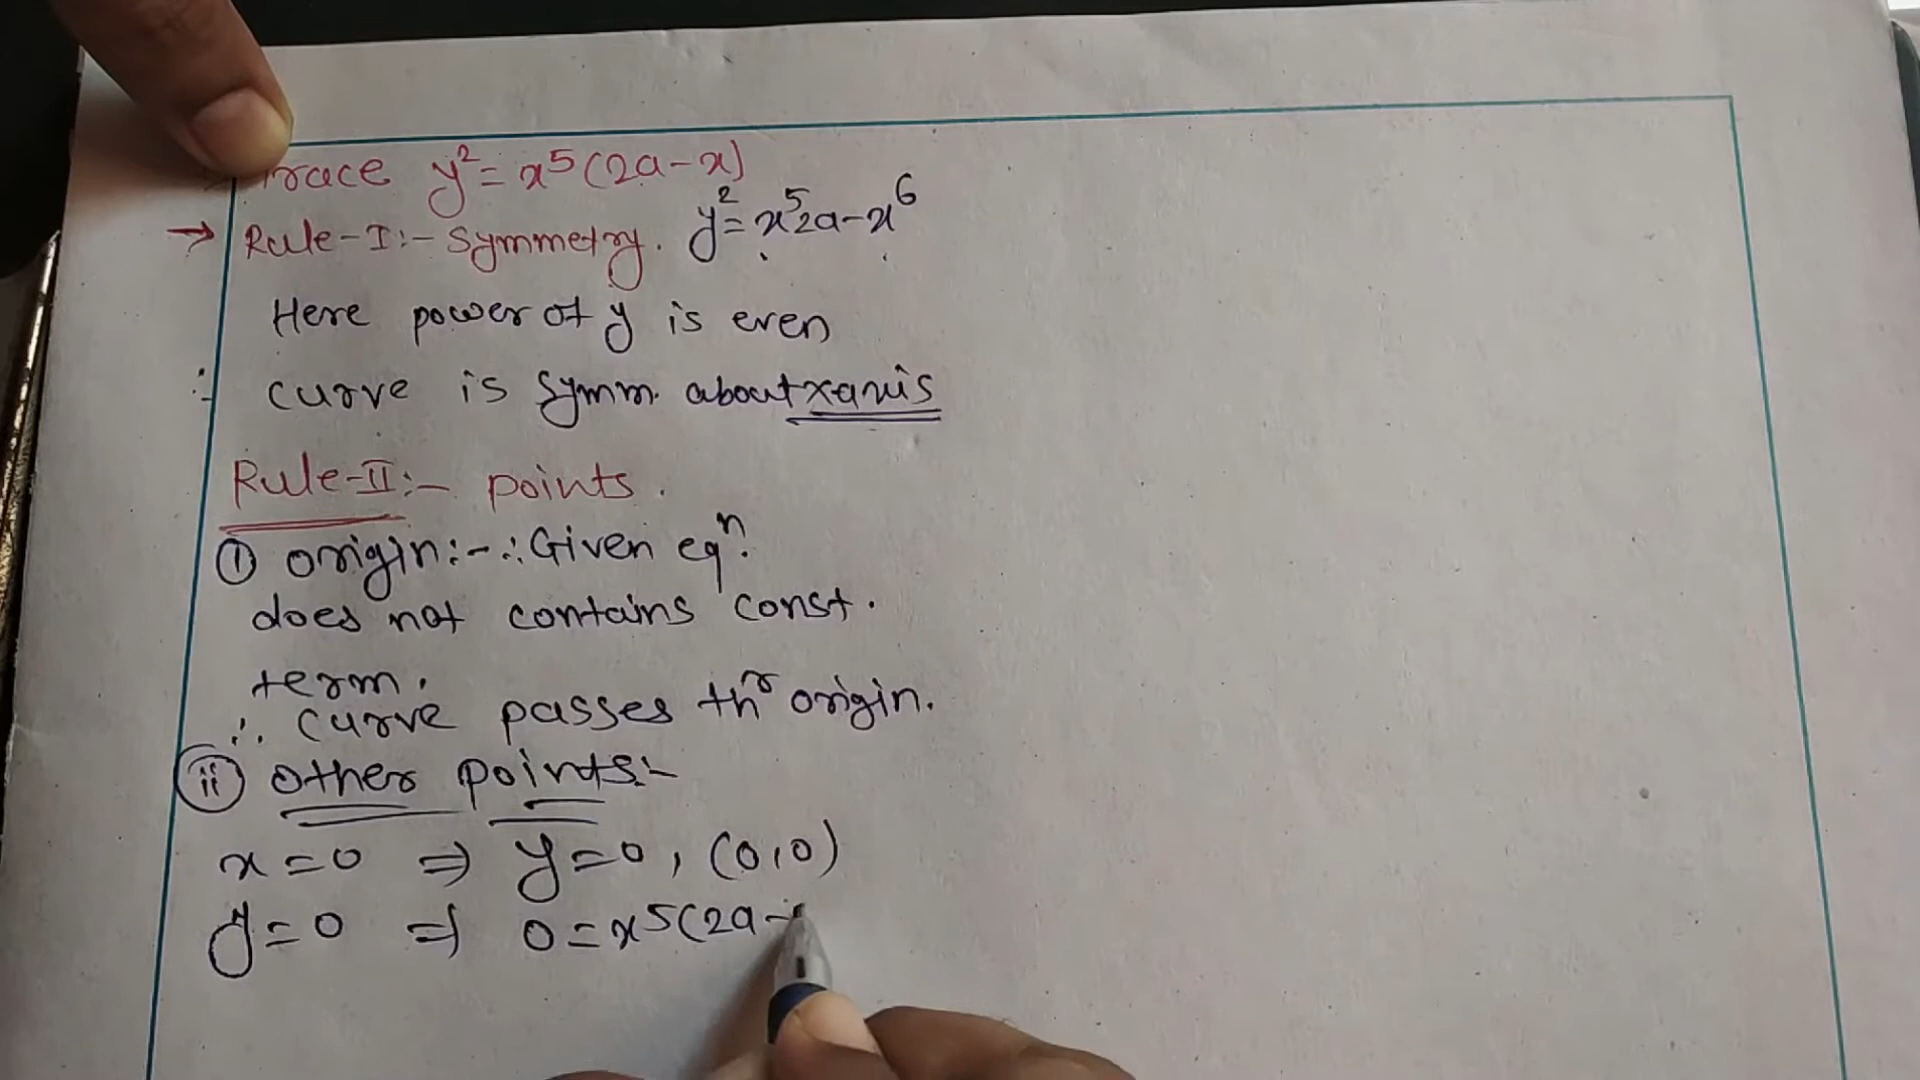 race y²=x⁵(2a-x)
→ Rule-I:- Symmetry. y²=x⁵2a-x⁶
Here power of y is even
∴ curve is symm. about xaxis
Rule-II:- points.
① origin:- ∴ Given eqⁿ.
does not contains const.
term.
∴ curve passes thʳ origin.
ⓘⓘ other points:-
x=0 ⇒ y=0, (0,0)
y=0 ⇒ 0=x⁵(2a-